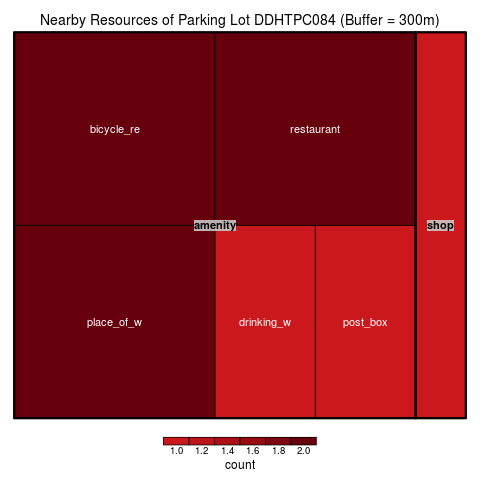 Nearby Resources of Parking Lot DDHTPC084 (Buffer = 300m)
bicycle_re
restaurant
amenity
shop
place_of_w
drinking_w
post_box
1.0 1.2 1.4 1.6 1.8 2.0
count